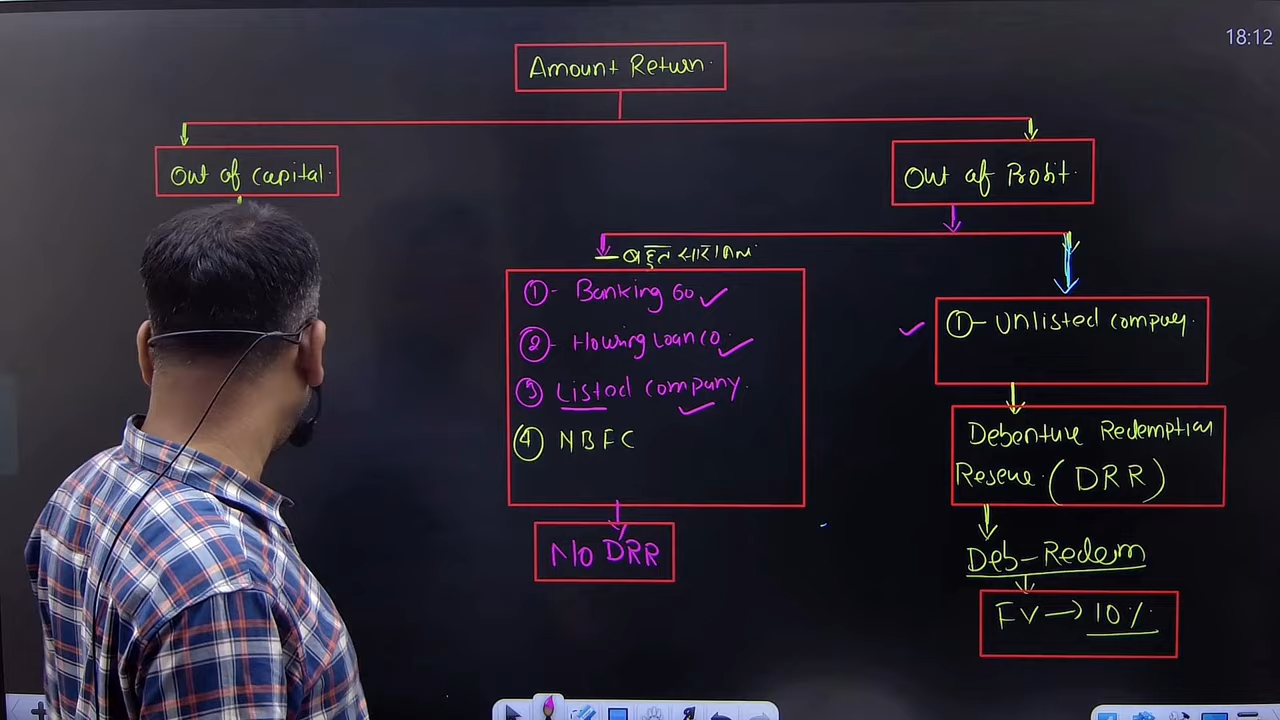 18:12
Amount Return
Out of capital.
Out of Profit.
बहुत सारा
① - Banking Co ✓
② - Housing Loan co. ✓
③ Listed company. ✓
④ NBFC
No DRR
✓ ① - Unlisted company.
Debenture Redemption
Reserve. (DRR)
Deb-Redem
FV → 10%